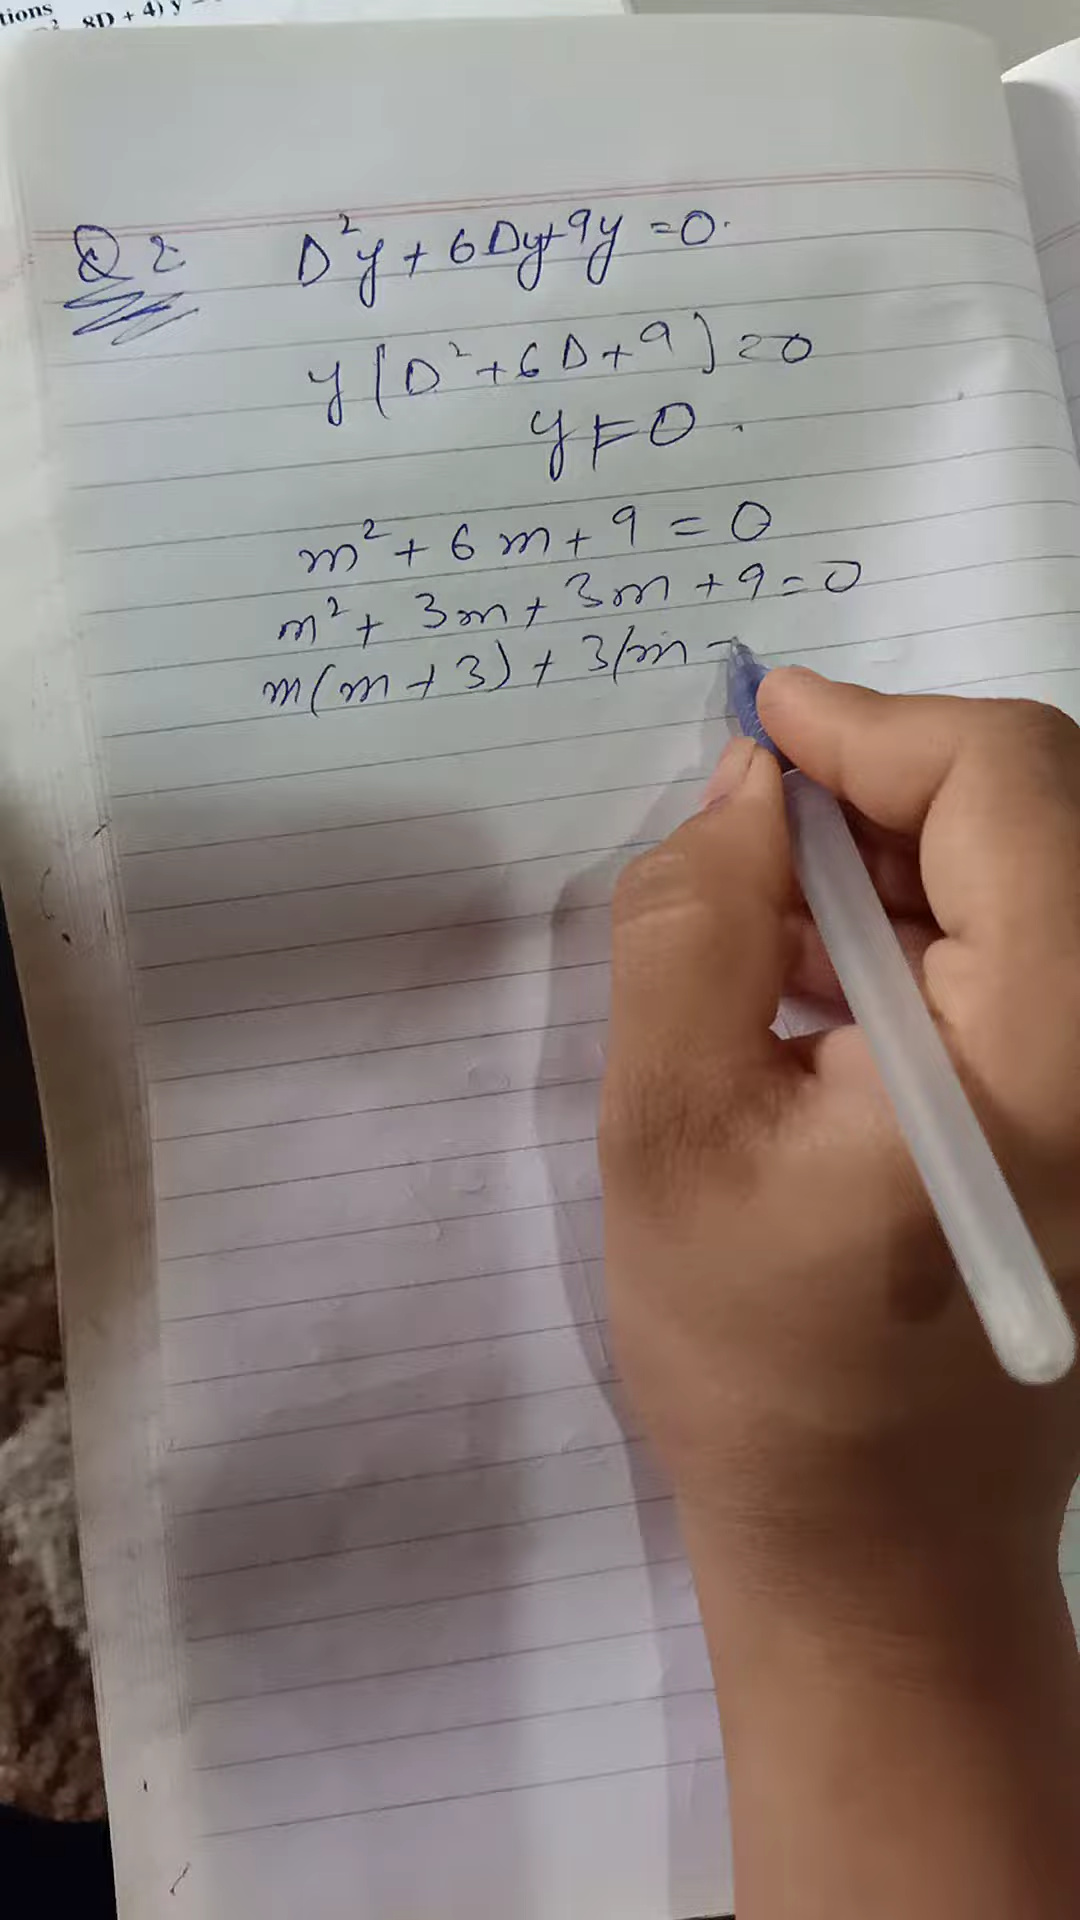 tions
8D + 4) y
Q 2 D²y + 6Dy+9y =0.
y[D²+6D+9]=0
y≠0.
m²+6m+9=0
m²+3m+3m+9=0
m(m+3)+3(m